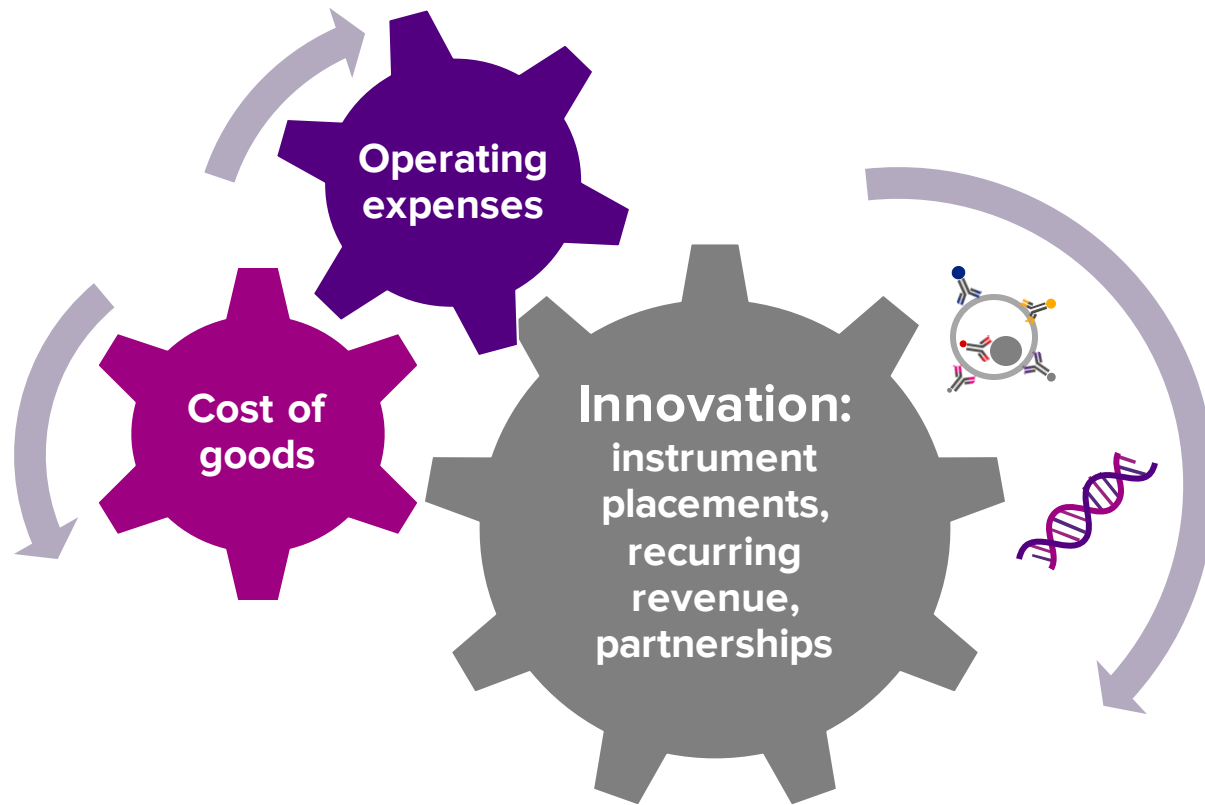 Operating
expenses
Cost of
goods
Innovation:
instrument
placements,
recurring
revenue,
partnerships